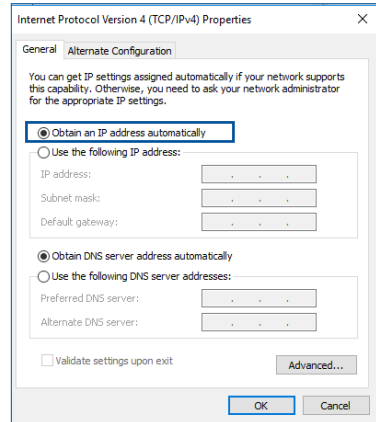 Internet Protocol Version 4 (TCP/IPv4) Properties
General
Alternate Configuration
You can get IP settings assigned automatically if your network supports
this capability. Otherwise, you need to ask your network administrator
for the appropriate IP settings.
Obtain an IP address automatically
Use the following IP address:
IP address:
Subnet mask:
Default gateway:
Obtain DNS server address automatically
Use the following DNS server addresses:
Preferred DNS server:
Alternate DNS server:
Validate settings upon exit
Advanced...
OK
Cancel